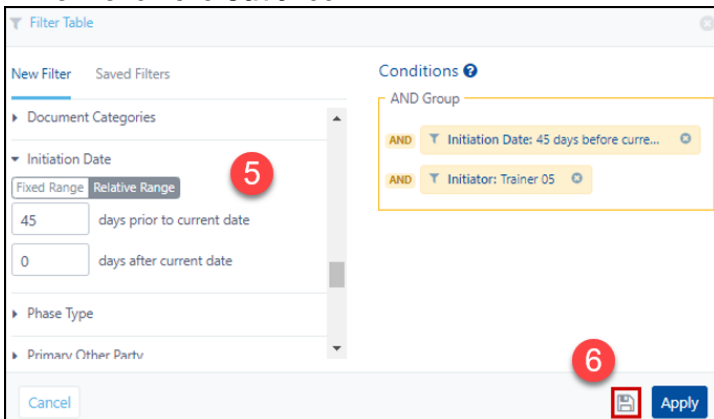 Filter Table
New Filter Saved Filters
Document Categories
Initiation Date
Fixed Range Relative Range
5
45 days prior to current date
0 days after current date
Phase Type
Primary Other Party
Cancel
Conditions
AND Group
AND Initiation Date: 45 days before curre...
AND Initiator: Trainer 05
6
Apply